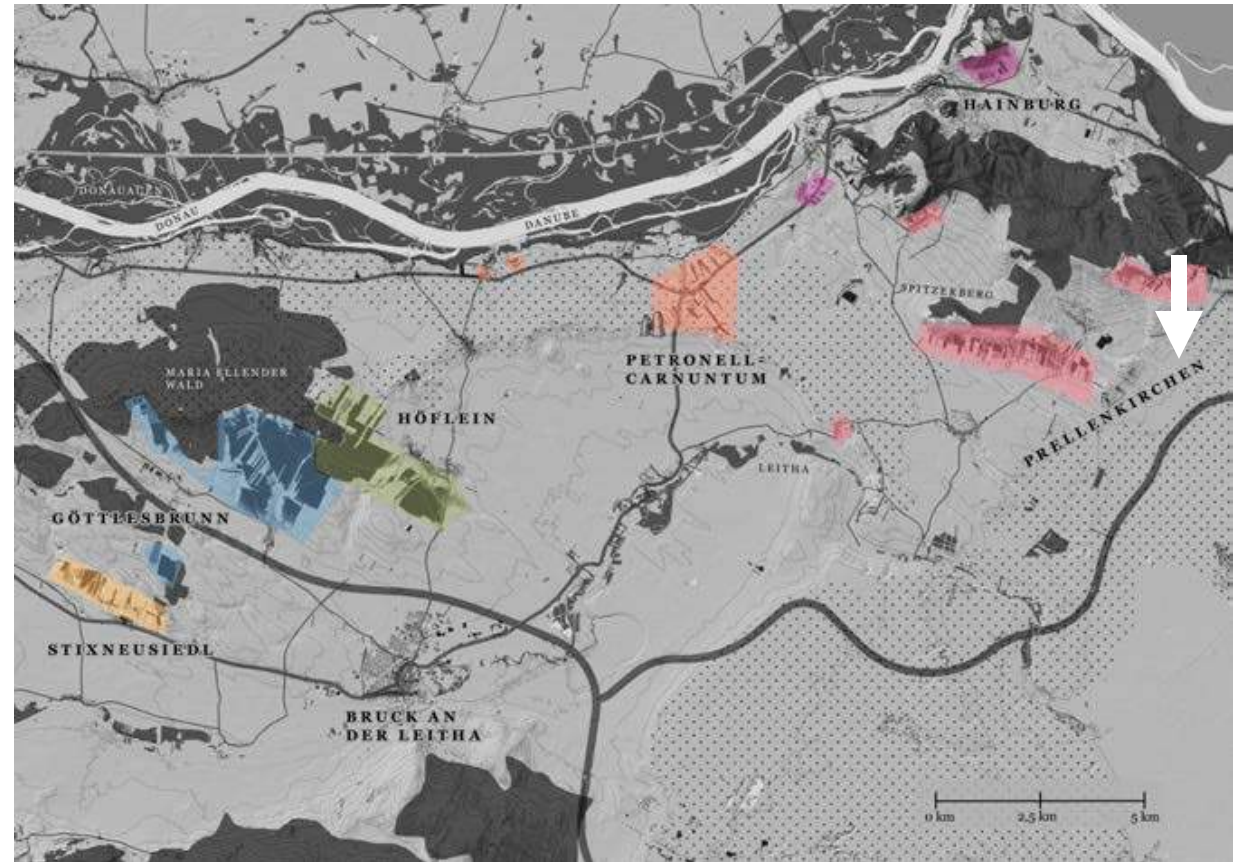 HAINBURG
DONAUAUEN
DONAU
DANUBE
SPITZERBERG
PETRONELL=
CARNUNTUM
MARIA ELLENDER
WALD
HÖFLEIN
PRELLENKIRCHEN
LEITHA
GÖTTLESBRUNN
STIXNEUSIEDL
BRUCK AN
DER LEITHA
0 km
2,5 km
5 km